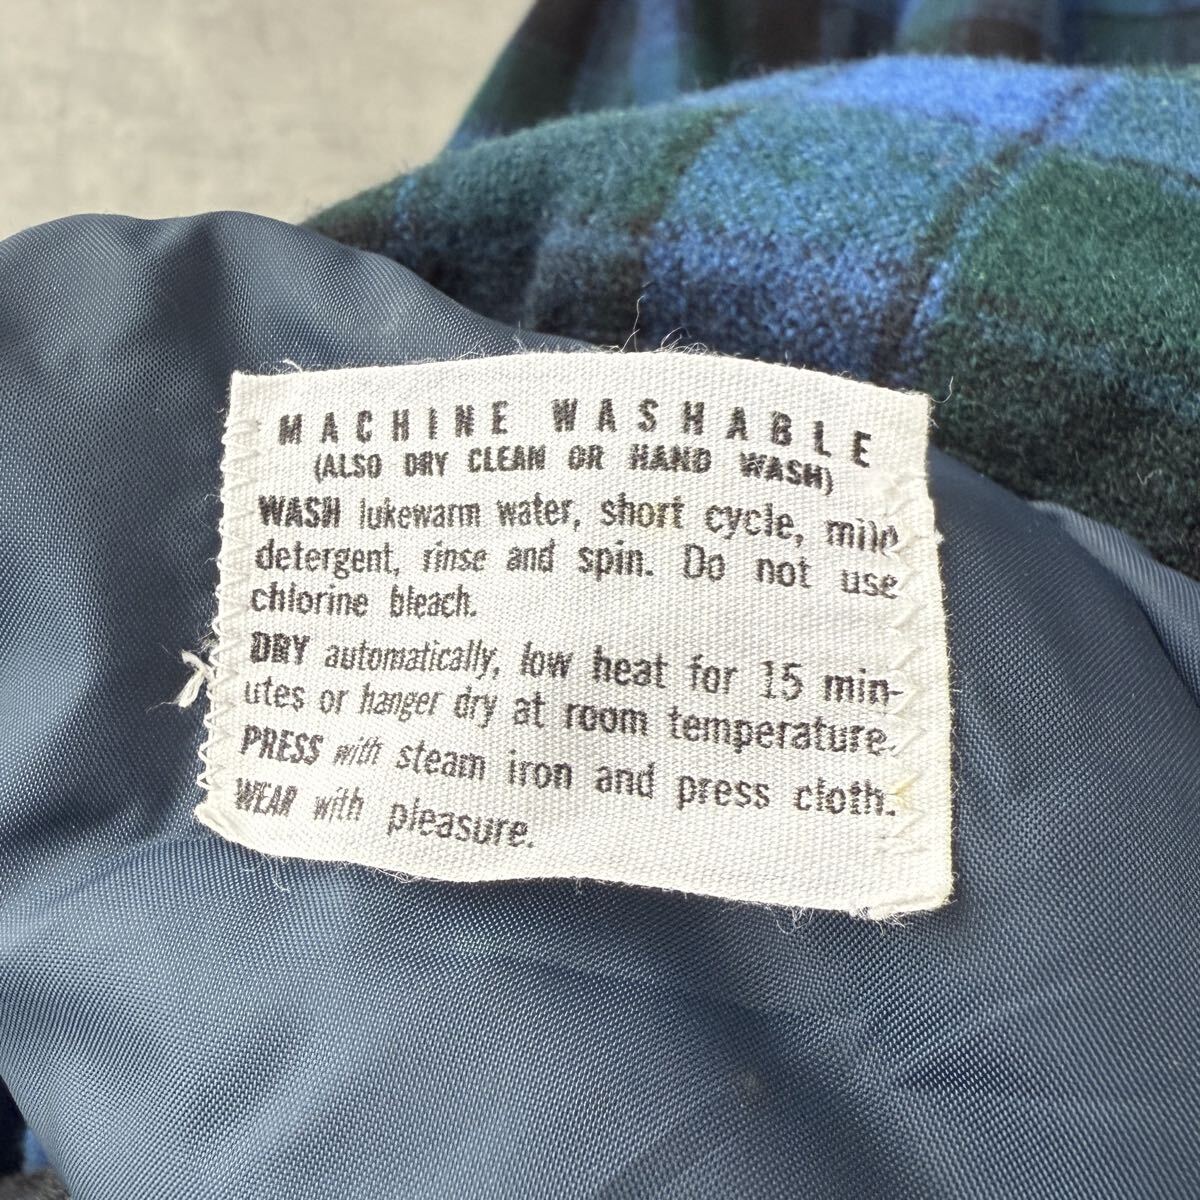 MACHINE WASHABLE
(ALSO DRY CLEAN OR HAND WASH)
WASH lukewarm water, short cycle, mild
detergent, rinse and spin. Do not use
chlorine bleach.
DRY automatically, low heat for 15 min-
utes or hanger dry at room temperature.
PRESS with steam iron and press cloth.
WEAR with pleasure.